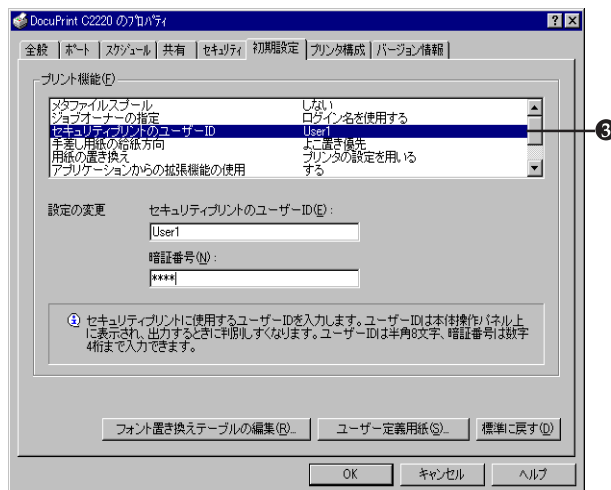 DocuPrint C2220 のプロパティ
全般 ポート スケジュール 共有 セキュリティ 初期設定 プリンタ構成 バージョン情報
プリント機能(F)
メタファイルスプール しない
ジョブオーナーの指定 ログイン名を使用する
セキュリティプリントのユーザーID User1
手差し用紙の給紙方向 よこ置き優先
用紙の置き換え プリンタの設定を用いる
アプリケーションからの拡張機能の使用 する
❸
設定の変更 セキュリティプリントのユーザーID(E):
User1
暗証番号(N):
****
セキュリティプリントに使用するユーザーIDを入力します。ユーザーIDは本体操作パネル上
に表示され、出力するときに判別しすくなります。ユーザーIDは半角8文字、暗証番号は数字
4桁まで入力できます。
フォント置き換えテーブルの編集(R)... ユーザー定義用紙(S)... 標準に戻す(D)
OK キャンセル ヘルプ